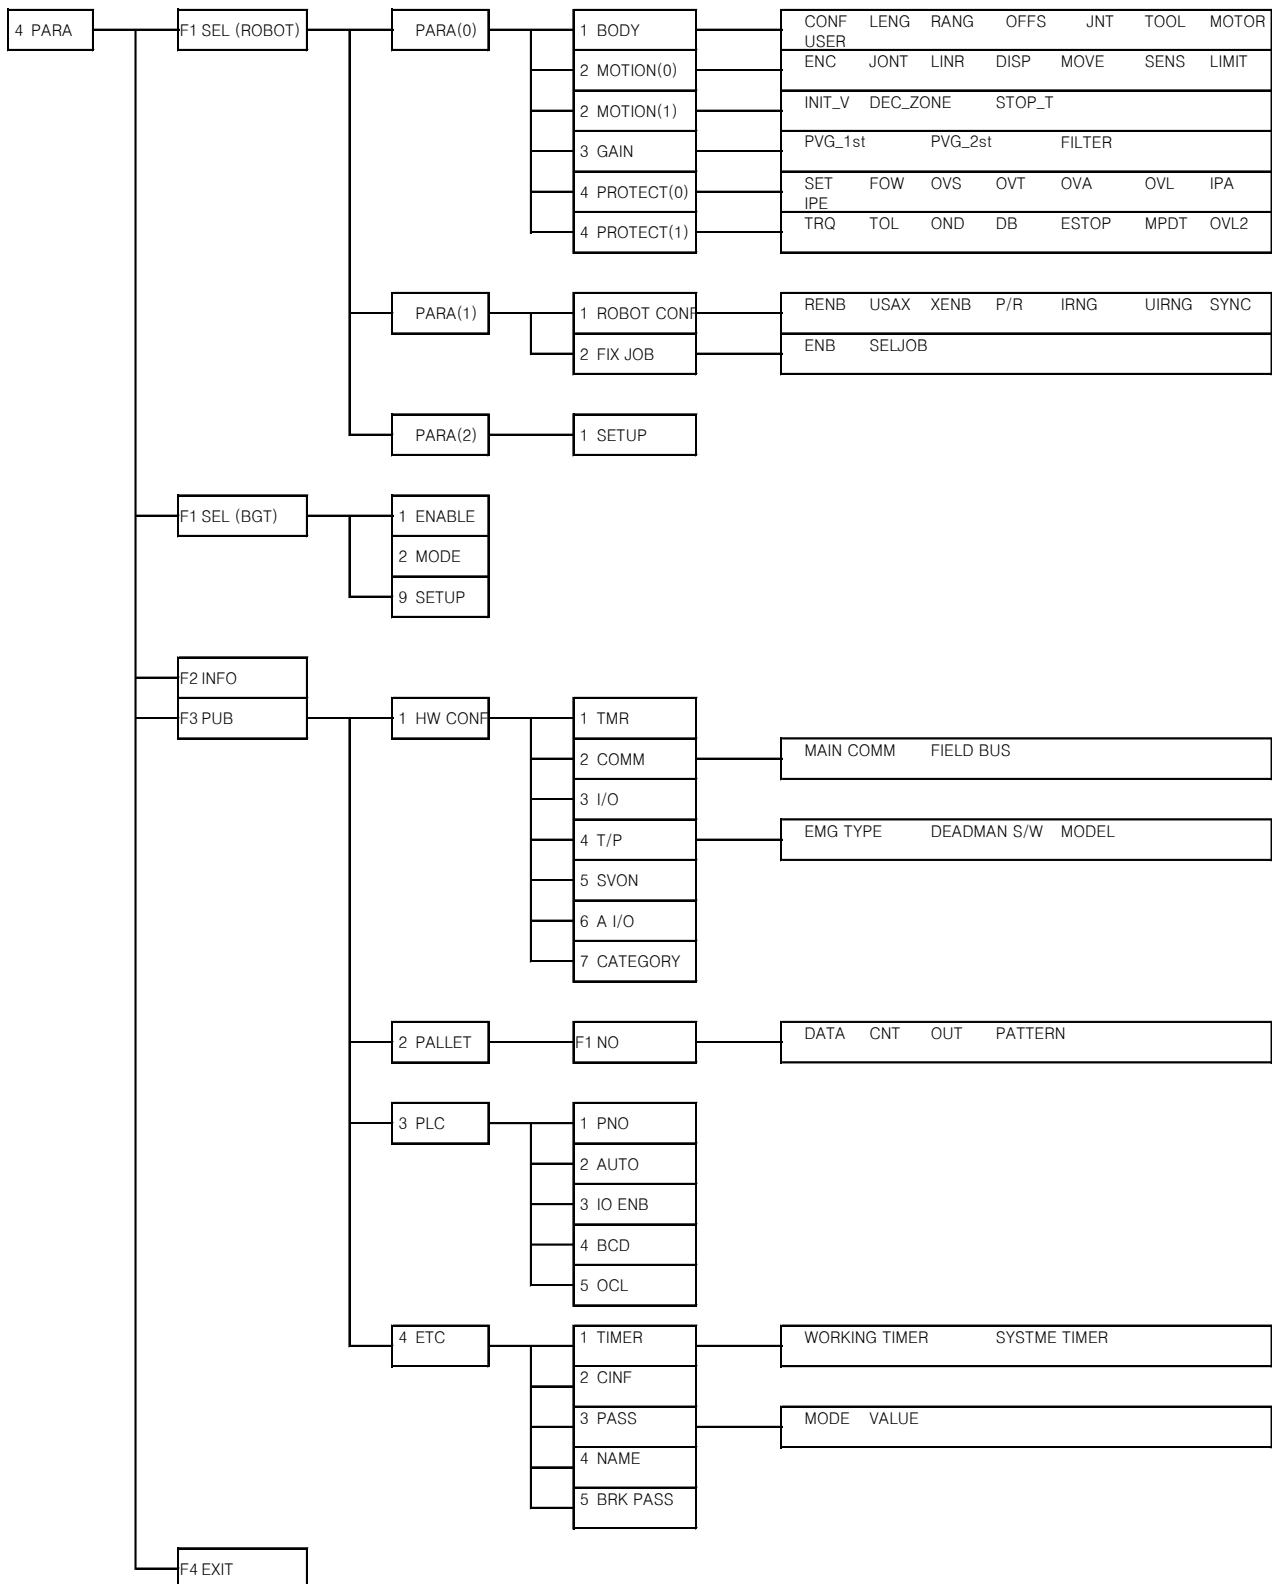 4 PARA F1 SEL (ROBOT) PARA(0) 1 BODY CONF LENG RANG OFFS JNT TOOL MOTOR
USER
2 MOTION(0) ENC JONT LINR DISP MOVE SENS LIMIT
2 MOTION(1) INIT_V DEC_ZONE STOP_T
3 GAIN PVG_1st PVG_2st FILTER
4 PROTECT(0) SET FOW OVS OVT OVA OVL IPA
IPE
4 PROTECT(1) TRQ TOL OND DB ESTOP MPDT OVL2
PARA(1) 1 ROBOT CONF RENB USAX XENB P/R IRNG UIRNG SYNC
2 FIX JOB ENB SELJOB
PARA(2) 1 SETUP
F1 SEL (BGT) 1 ENABLE
2 MODE
9 SETUP
F2 INFO
F3 PUB 1 HW CONF 1 TMR
2 COMM MAIN COMM FIELD BUS
3 I/O
4 T/P EMG TYPE DEADMAN S/W MODEL
5 SVON
6 A I/O
7 CATEGORY
2 PALLET F1 NO DATA CNT OUT PATTERN
3 PLC 1 PNO
2 AUTO
3 IO ENB
4 BCD
5 OCL
4 ETC 1 TIMER WORKING TIMER SYSTME TIMER
2 CINF
3 PASS MODE VALUE
4 NAME
5 BRK PASS
F4 EXIT